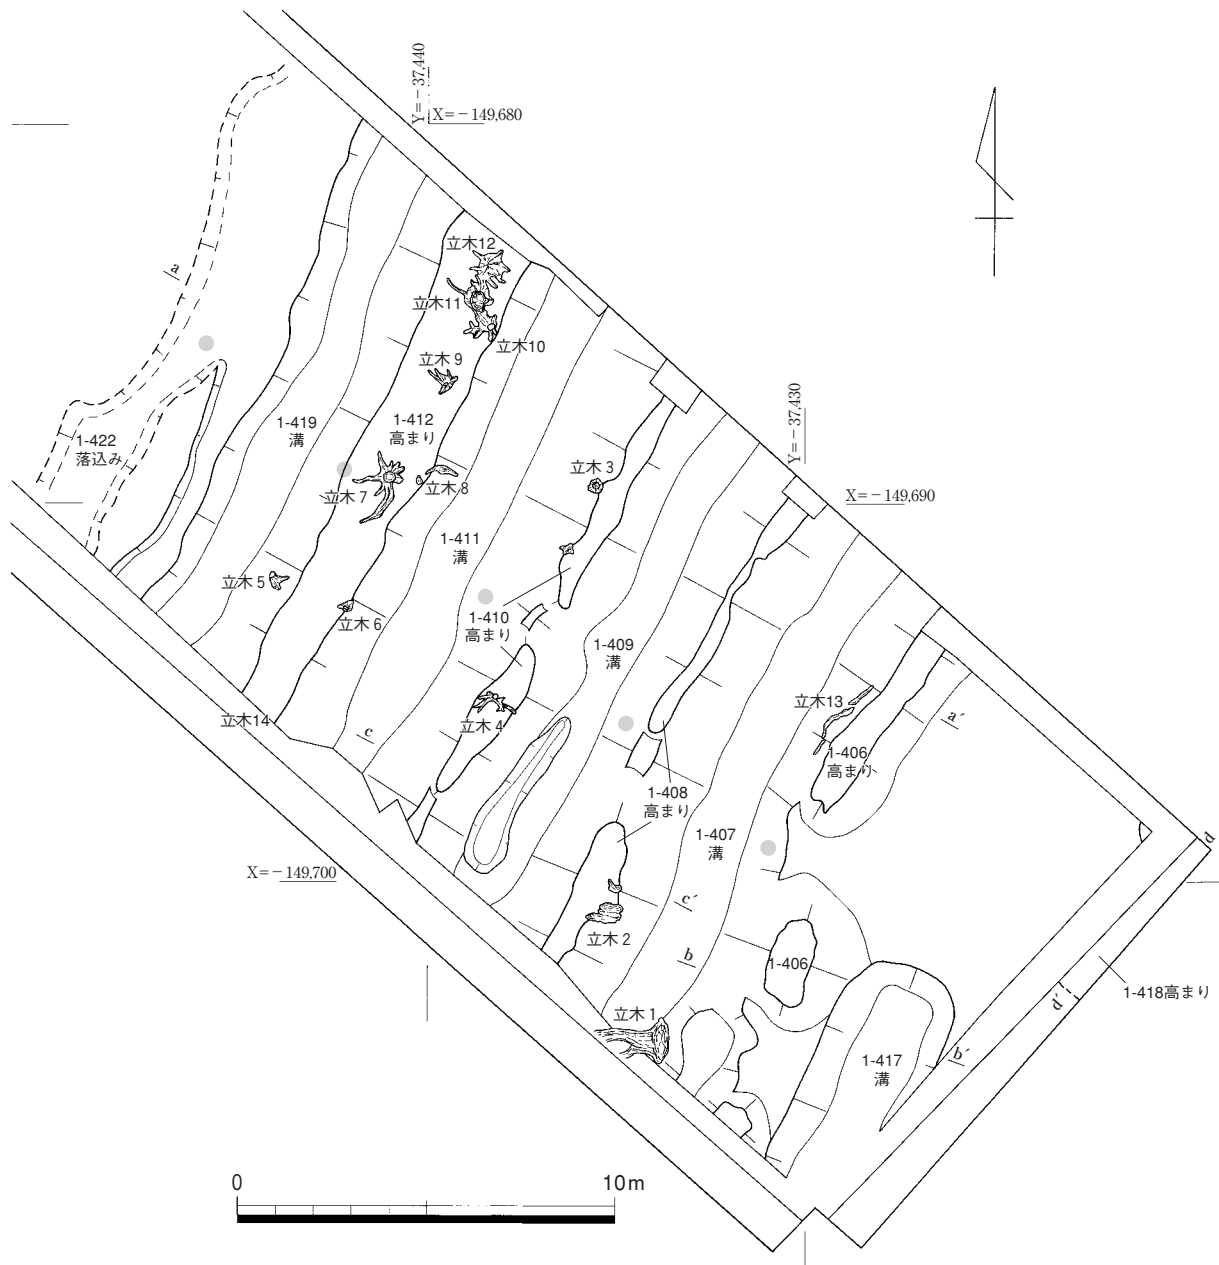 Y=－37,440
X=－149,680
a
立木12
立木11
立木10
立木9
Y=－37,430
1-419
溝
1-412
高まり
1-422
落込み
立木3
立木7
立木8
X=－149,690
1-411
溝
立木5
立木6
1-410
高まり
1-409
溝
立木13
a´
立木14
c
立木4
1-406
高まり
1-408
高まり
1-407
溝
d
X=－149,700
c´
立木2
b
1-406
1-418高まり
d´
立木1
b´
1-417
溝
0
10m